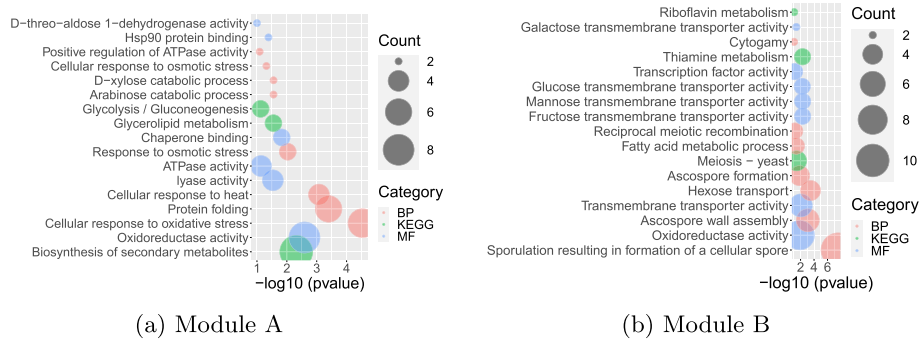 D-threo-aldose 1-dehydrogenase activity
Hsp90 protein binding
Positive regulation of ATPase activity
Cellular response to osmotic stress
D-xylose catabolic process
Arabinose catabolic process
Glycolysis / Gluconeogenesis
Glycerolipid metabolism
Chaperone binding
Response to osmotic stress
ATPase activity
lyase activity
Cellular response to heat
Protein folding
Cellular response to oxidative stress
Oxidoreductase activity
Biosynthesis of secondary metabolites
1 2 3 4
−log10 (pvalue)
Count
2
4
6
8
Category
BP
KEGG
MF
(a) Module A
Riboflavin metabolism
Galactose transmembrane transporter activity
Cytogamy
Thiamine metabolism
Transcription factor activity
Glucose transmembrane transporter activity
Mannose transmembrane transporter activity
Fructose transmembrane transporter activity
Reciprocal meiotic recombination
Fatty acid metabolic process
Meiosis − yeast
Ascospore formation
Hexose transport
Transmembrane transporter activity
Ascospore wall assembly
Oxidoreductase activity
Sporulation resulting in formation of a cellular spore
2 4 6
−log10 (pvalue)
Count
2
4
6
8
10
Category
BP
KEGG
MF
(b) Module B